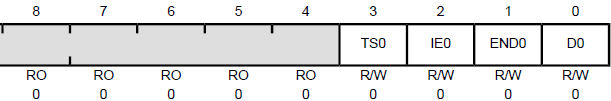 8 7 6 5 4 3 2 1 0
TS0 IE0 END0 D0
RO RO RO RO RO R/W R/W R/W R/W
0 0 0 0 0 0 0 0 0